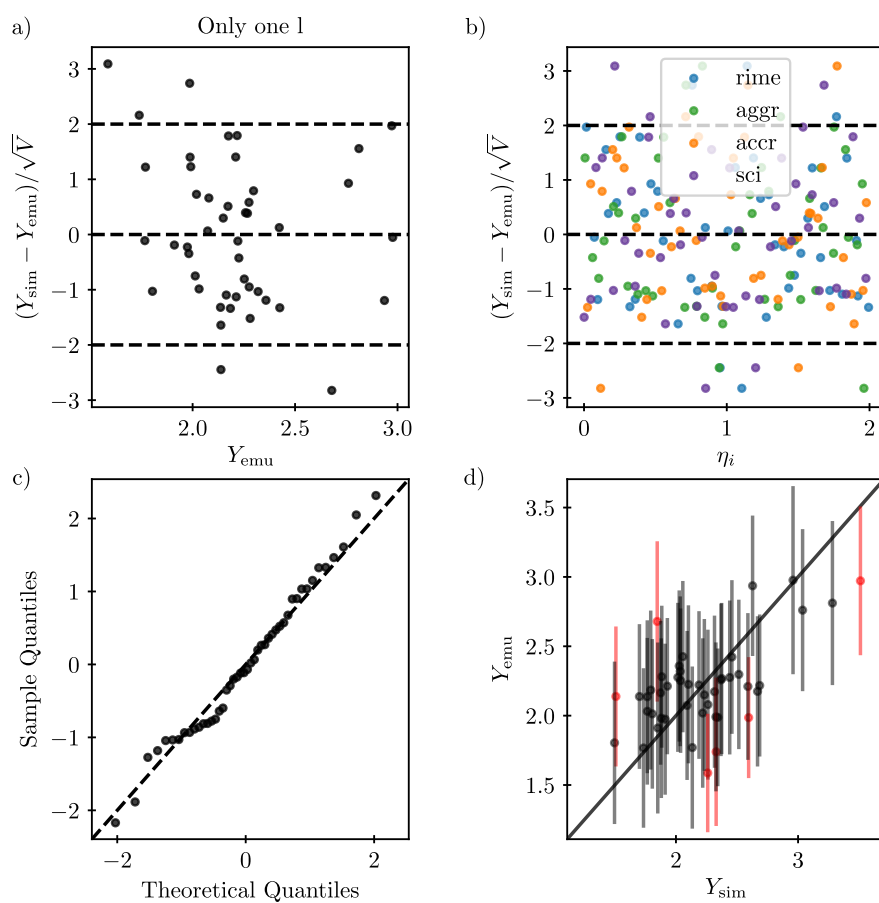 a)
Only one l
3
2
1
0
−1
−2
−3
(Y_sim − Y_emu)/√V
2.0
2.5
3.0
Y_emu
b)
rime
aggr
accr
sci
3
2
1
0
−1
−2
−3
(Y_sim − Y_emu)/√V
0
1
2
η_i
c)
2
1
0
−1
−2
Sample Quantiles
−2
0
2
Theoretical Quantiles
d)
3.5
3.0
2.5
2.0
1.5
Y_emu
2
3
Y_sim